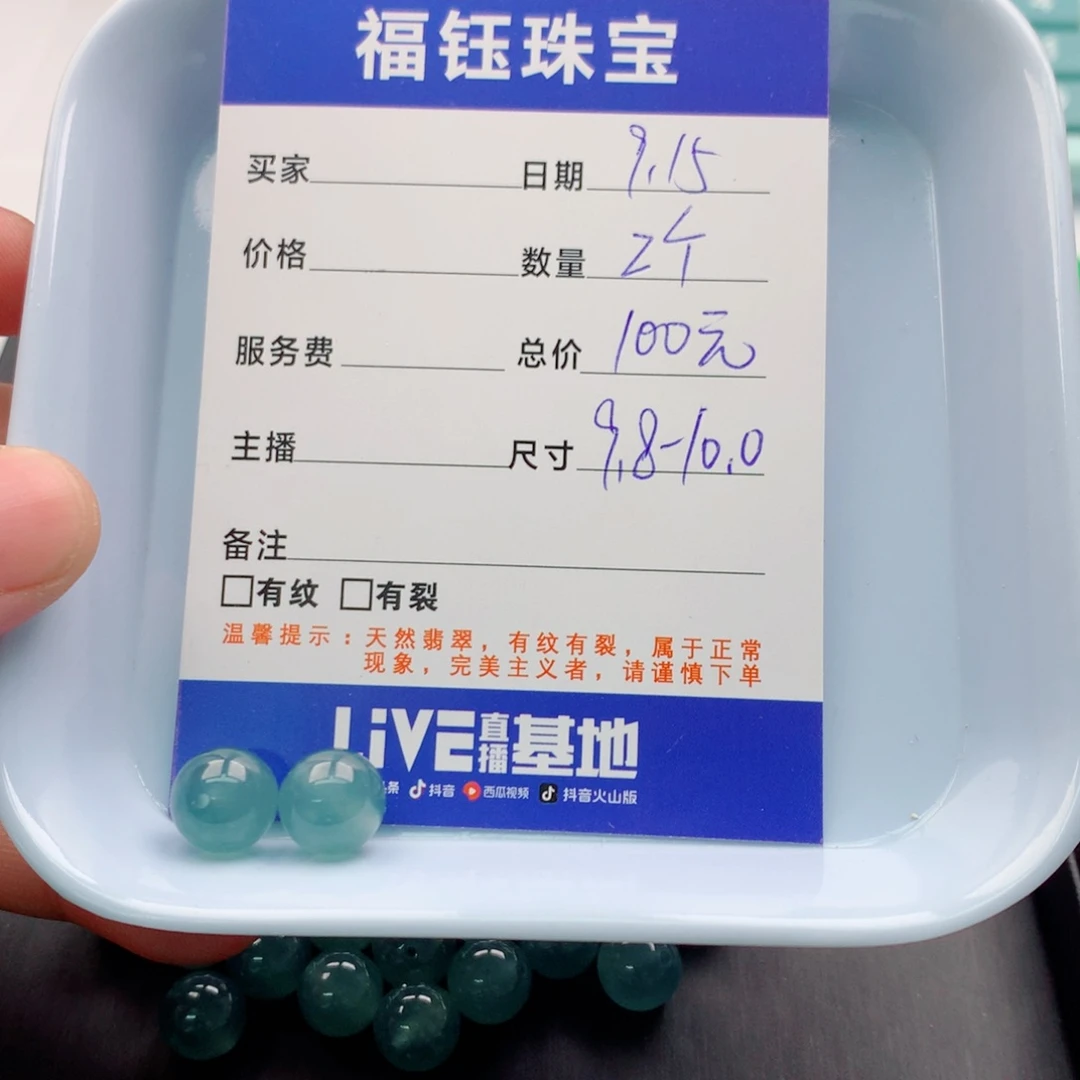 福钰珠宝
买家 日期 9.15
价格 数量 2个
服务费 总价 100元
主播 尺寸 9.8-10.0
备注
□有纹 □有裂
温馨提示：天然翡翠，有纹有裂，属于正常
现象，完美主义者，请谨慎下单
LiVE直播基地
条 抖音 西瓜视频 抖音火山版